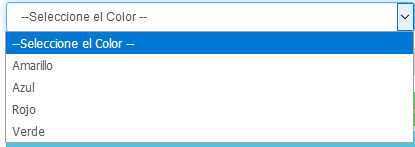 --Seleccione el Color --
--Seleccione el Color --
Amarillo
Azul
Rojo
Verde